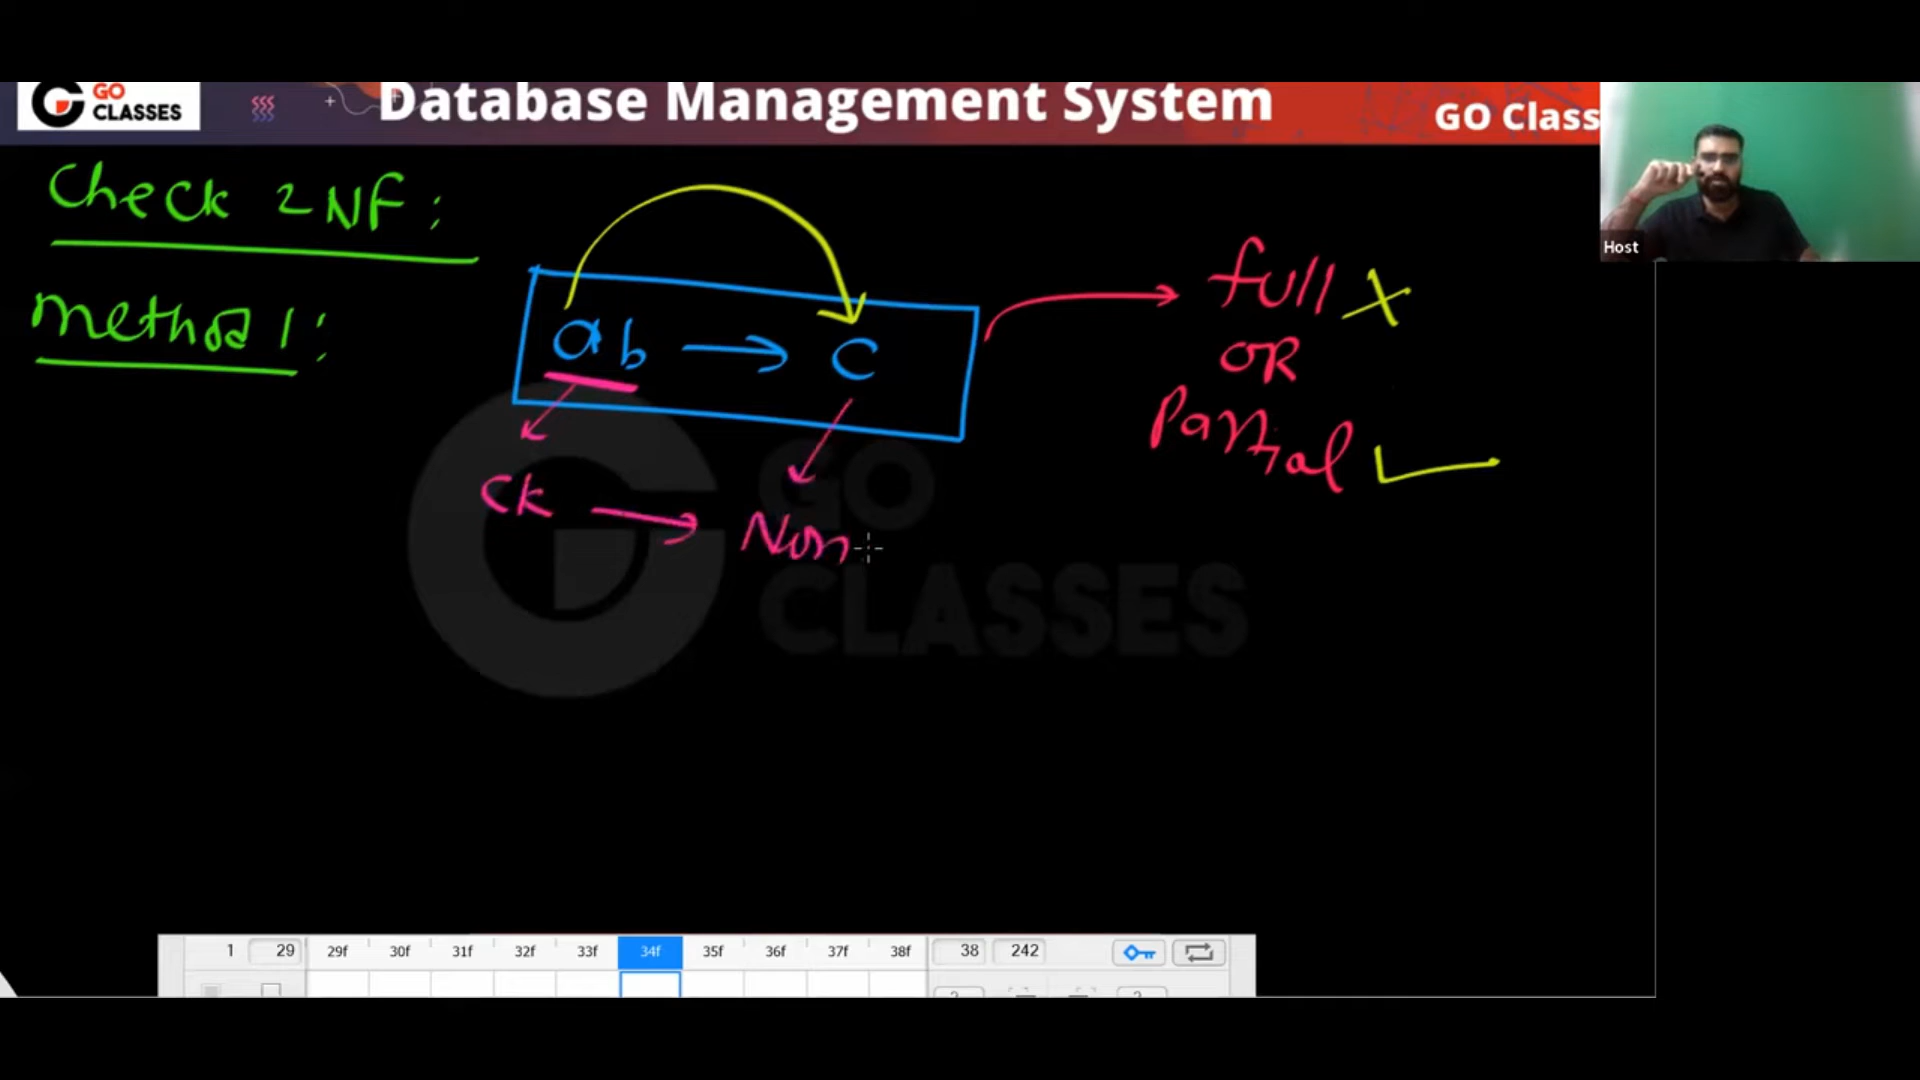 GO
CLASSES
Database Management System
GO Class
Host
Check 2NF:
method 1:
ab → C
full X
OR
Partial ✓
Ck → Non
GO
CLASSES
1 29 29f 30f 31f 32f 33f 34f 35f 36f 37f 38f 38 242